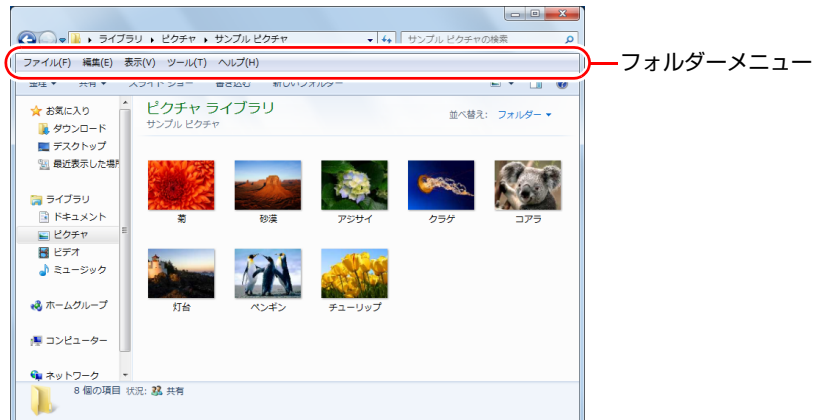 ライブラリ ▸ ピクチャ ▸ サンプル ピクチャ
サンプル ピクチャの検索
ファイル(F) 編集(E) 表示(V) ツール(T) ヘルプ(H)
フォルダーメニュー
整理 ▼ 共有 ▼ スライド ショー 書き込む 新しいフォルダー
お気に入り
ダウンロード
デスクトップ
最近表示した場所
ライブラリ
ドキュメント
ピクチャ
ビデオ
ミュージック
ホームグループ
コンピューター
ネットワーク
ピクチャ ライブラリ
サンプル ピクチャ
並べ替え: フォルダー ▼
菊
砂漠
アジサイ
クラゲ
コアラ
灯台
ペンギン
チューリップ
8 個の項目 状況: 共有